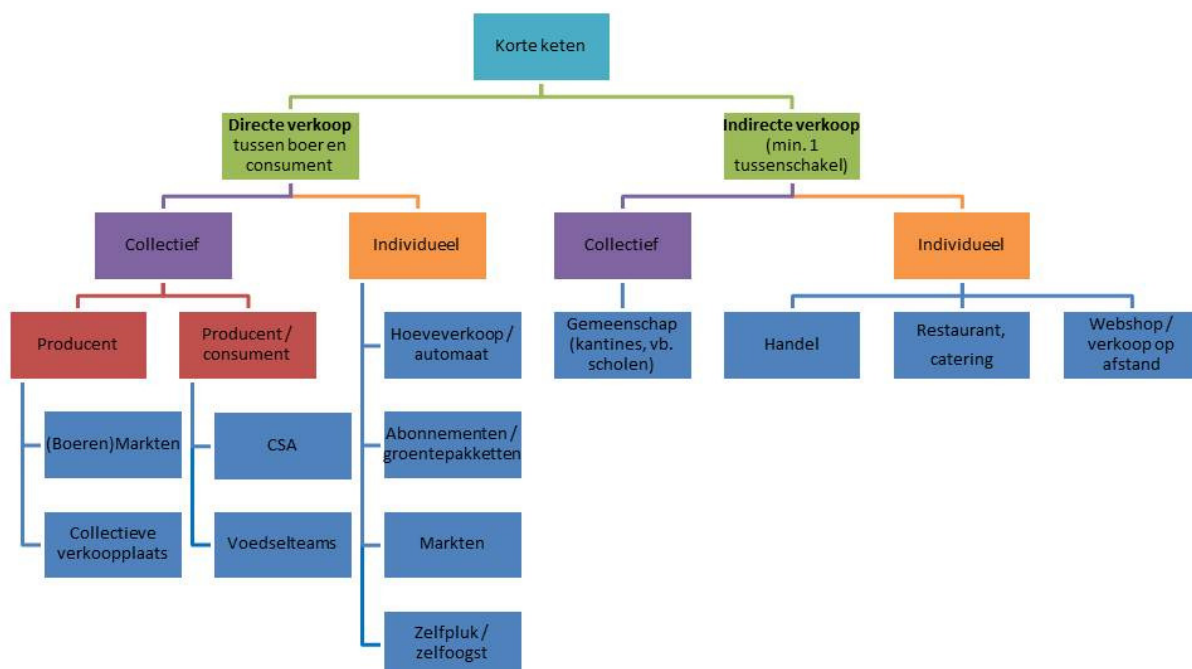 Korte keten
Directe verkoop
tussen boer en
consument
Indirecte verkoop
(min. 1
tussenschakel)
Collectief
Individueel
Collectief
Individueel
Producent
Producent /
consument
Hoeveverkoop /
automaat
Gemeenschap
(kantines, vb.
scholen)
Handel
Restaurant,
catering
Webshop /
verkoop op
afstand
(Boeren)Markten
CSA
Abonnementen /
groentepakketten
Collectieve
verkoopplaats
Voedselteams
Markten
Zelfpluk /
zelfoogst